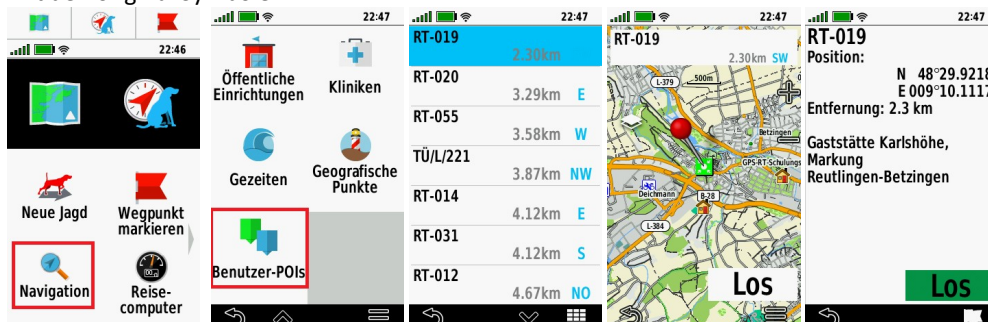 22:46
Neue Jagd
Wegpunkt
markieren
Navigation
Reise-
computer
22:47
Öffentliche
Einrichtungen
Kliniken
Gezeiten
Geografische
Punkte
Benutzer-POIs
22:47
RT-019
2.30km
RT-020
3.29km E
RT-055
3.58km W
TÜ/L/221
3.87km NW
RT-014
4.12km E
RT-031
4.12km S
RT-012
4.67km NO
22:47
RT-019
2.30km SW
L-379
500m
Betzingen
GPS-RT-Schulungs
Deichmann
B-28
L-384
Los
22:47
RT-019
Position:
N 48°29.9218
E 009°10.1117
Entfernung: 2.3 km
Gaststätte Karlshöhe,
Markung
Reutlingen-Betzingen
Los